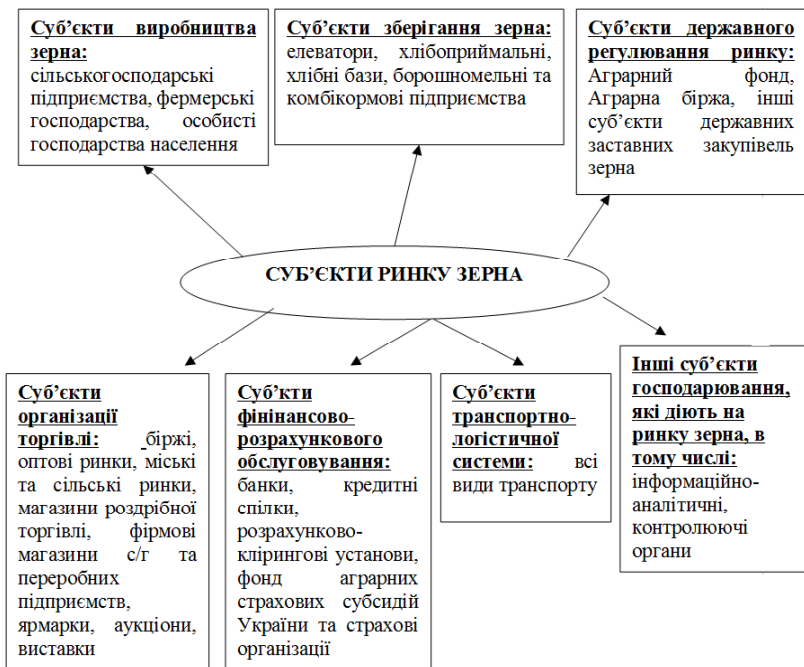 Суб’єкти виробництва
зерна:
сільськогосподарські
підприємства, фермерські
господарства, особисті
господарства населення
Суб’єкти зберігання зерна:
елеватори, хлібоприймальні,
хлібні бази, борошномельні та
комбікормові підприємства
Суб’єкти державного
регулювання ринку:
Аграрний фонд,
Аграрна біржа, інші
суб’єкти державних
заставних закупівель
зерна
СУБ’ЄКТИ РИНКУ ЗЕРНА
Суб’єкти
організації
торгівлі: біржі,
оптові ринки, міські
та сільські ринки,
магазини роздрібної
торгівлі, фірмові
магазини с/г та
переробних
підприємств,
ярмарки, аукціони,
виставки
Суб’кти
фінінансово-
розрахункового
обслуговування:
банки, кредитні
спілки,
розрахунково-
клірингові установи,
фонд аграрних
страхових субсидій
України та страхові
організації
Суб’єкти
транспортно-
логістичної
системи: всі
види транспорту
Інші суб’єкти
господарювання,
які діють на
ринку зерна, в
тому числі:
інформаційно-
аналітичні,
контролюючі
органи